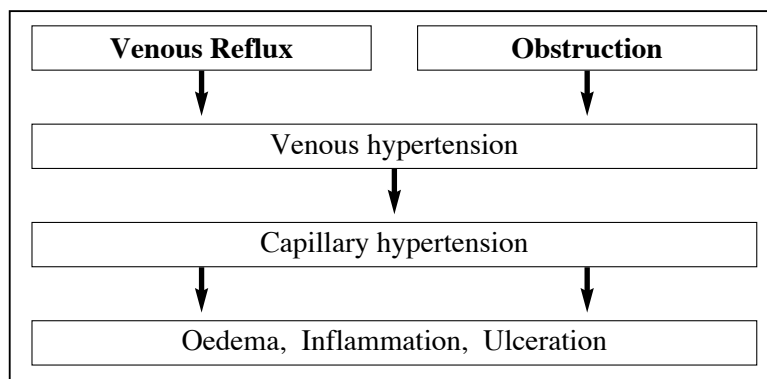 Venous Reflux Obstruction
Venous hypertension
Capillary hypertension
Oedema, Inflammation, Ulceration